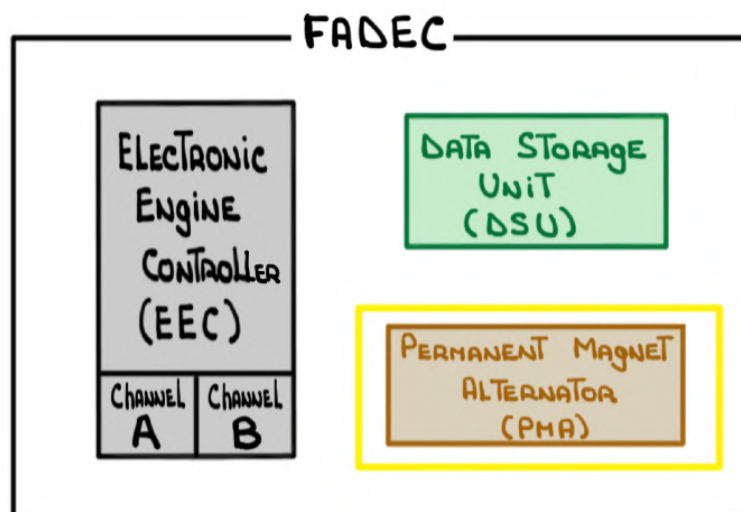 FADEC
ELECTRONIC
ENGINE
CONTROLLER
(EEC)
CHANNEL
A
CHANNEL
B
DATA STORAGE
UNIT
(DSU)
PERMANENT MAGNET
ALTERNATOR
(PMA)